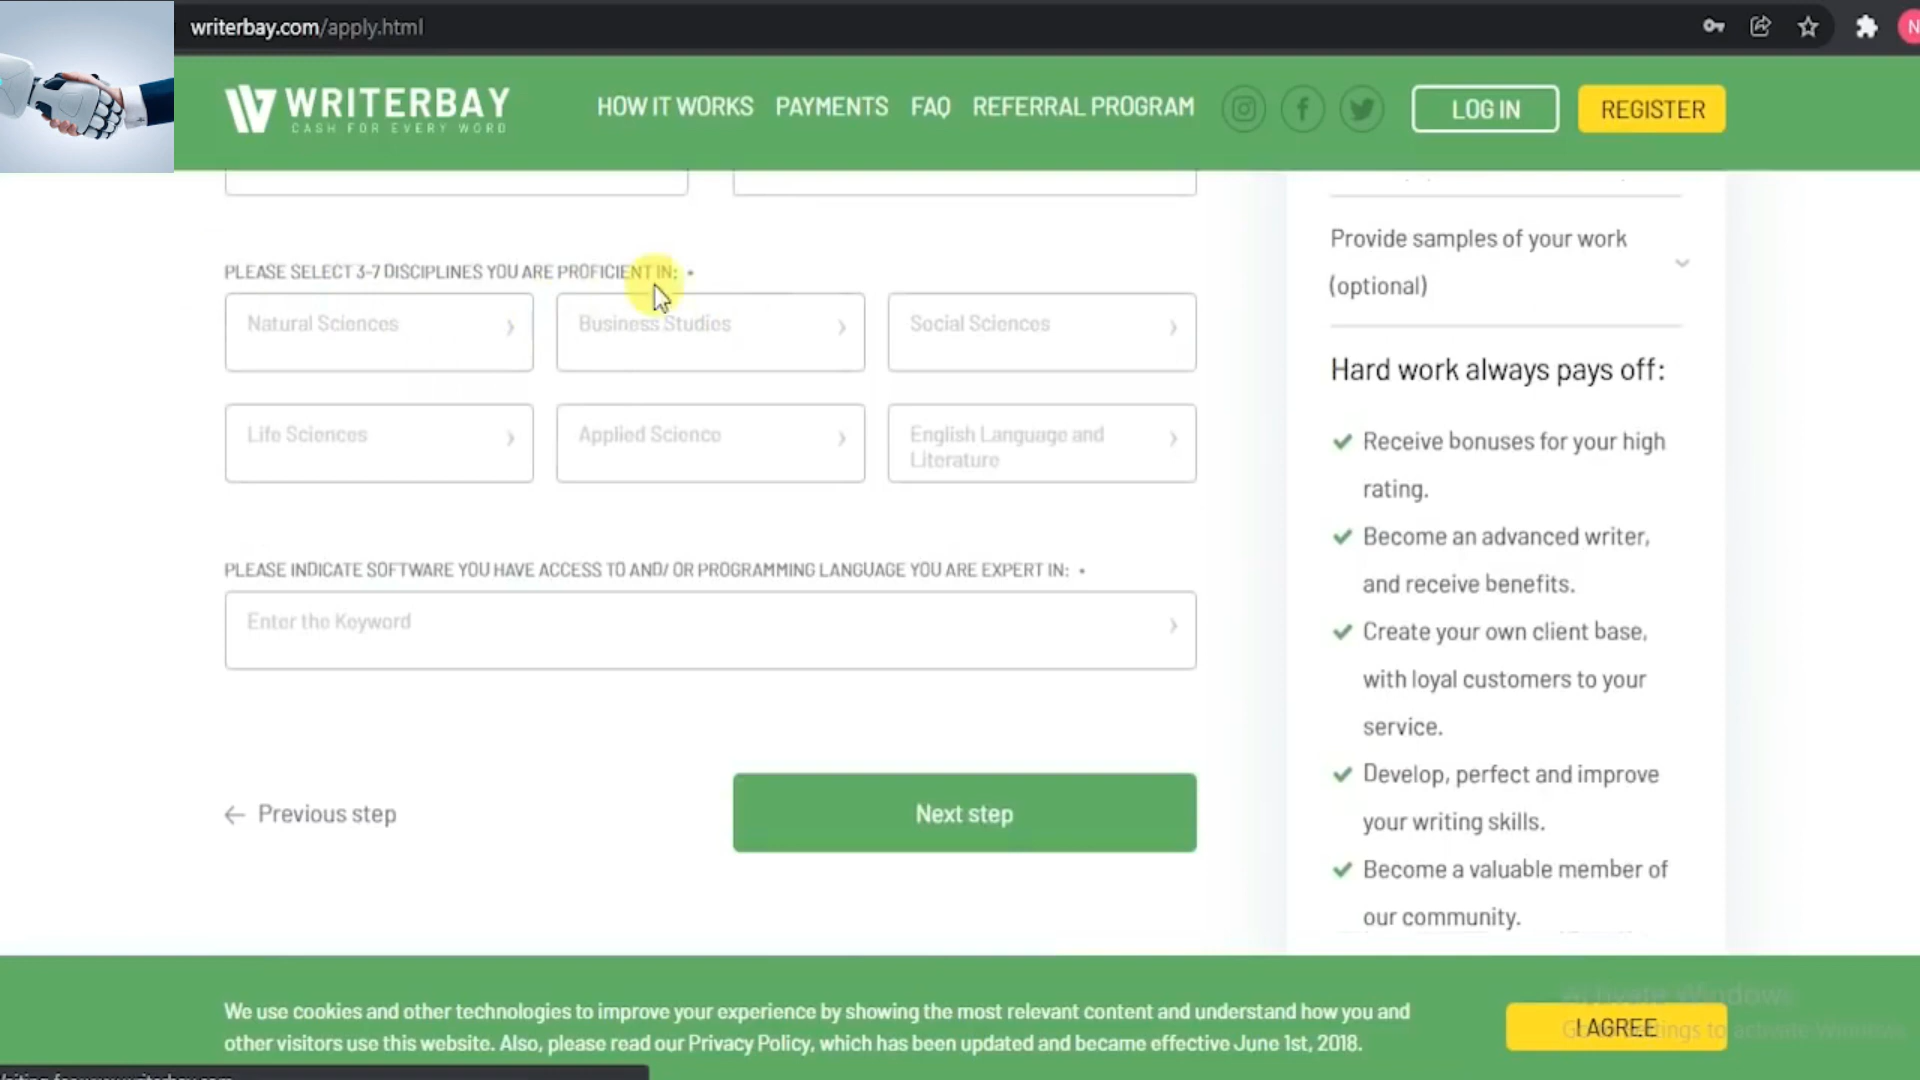 writerbay.com/apply.html
N
WRITERBAY
CASH FOR EVERY WORD
HOW IT WORKS
PAYMENTS
FAQ
REFERRAL PROGRAM
LOG IN
REGISTER
PLEASE SELECT 3-7 DISCIPLINES YOU ARE PROFICIENT IN: •
Natural Sciences
Business Studies
Social Sciences
Life Sciences
Applied Science
English Language and
Literature
PLEASE INDICATE SOFTWARE YOU HAVE ACCESS TO AND/ OR PROGRAMMING LANGUAGE YOU ARE EXPERT IN: •
Enter the Keyword
Previous step
Next step
Provide samples of your work
(optional)
Hard work always pays off:
Receive bonuses for your high
rating.
Become an advanced writer,
and receive benefits.
Create your own client base,
with loyal customers to your
service.
Develop, perfect and improve
your writing skills.
Become a valuable member of
our community.
We use cookies and other technologies to improve your experience by showing the most relevant content and understand how you and
other visitors use this website. Also, please read our Privacy Policy, which has been updated and became effective June 1st, 2018.
I AGREE
Activate Windows
Go to Settings to activate Windows.